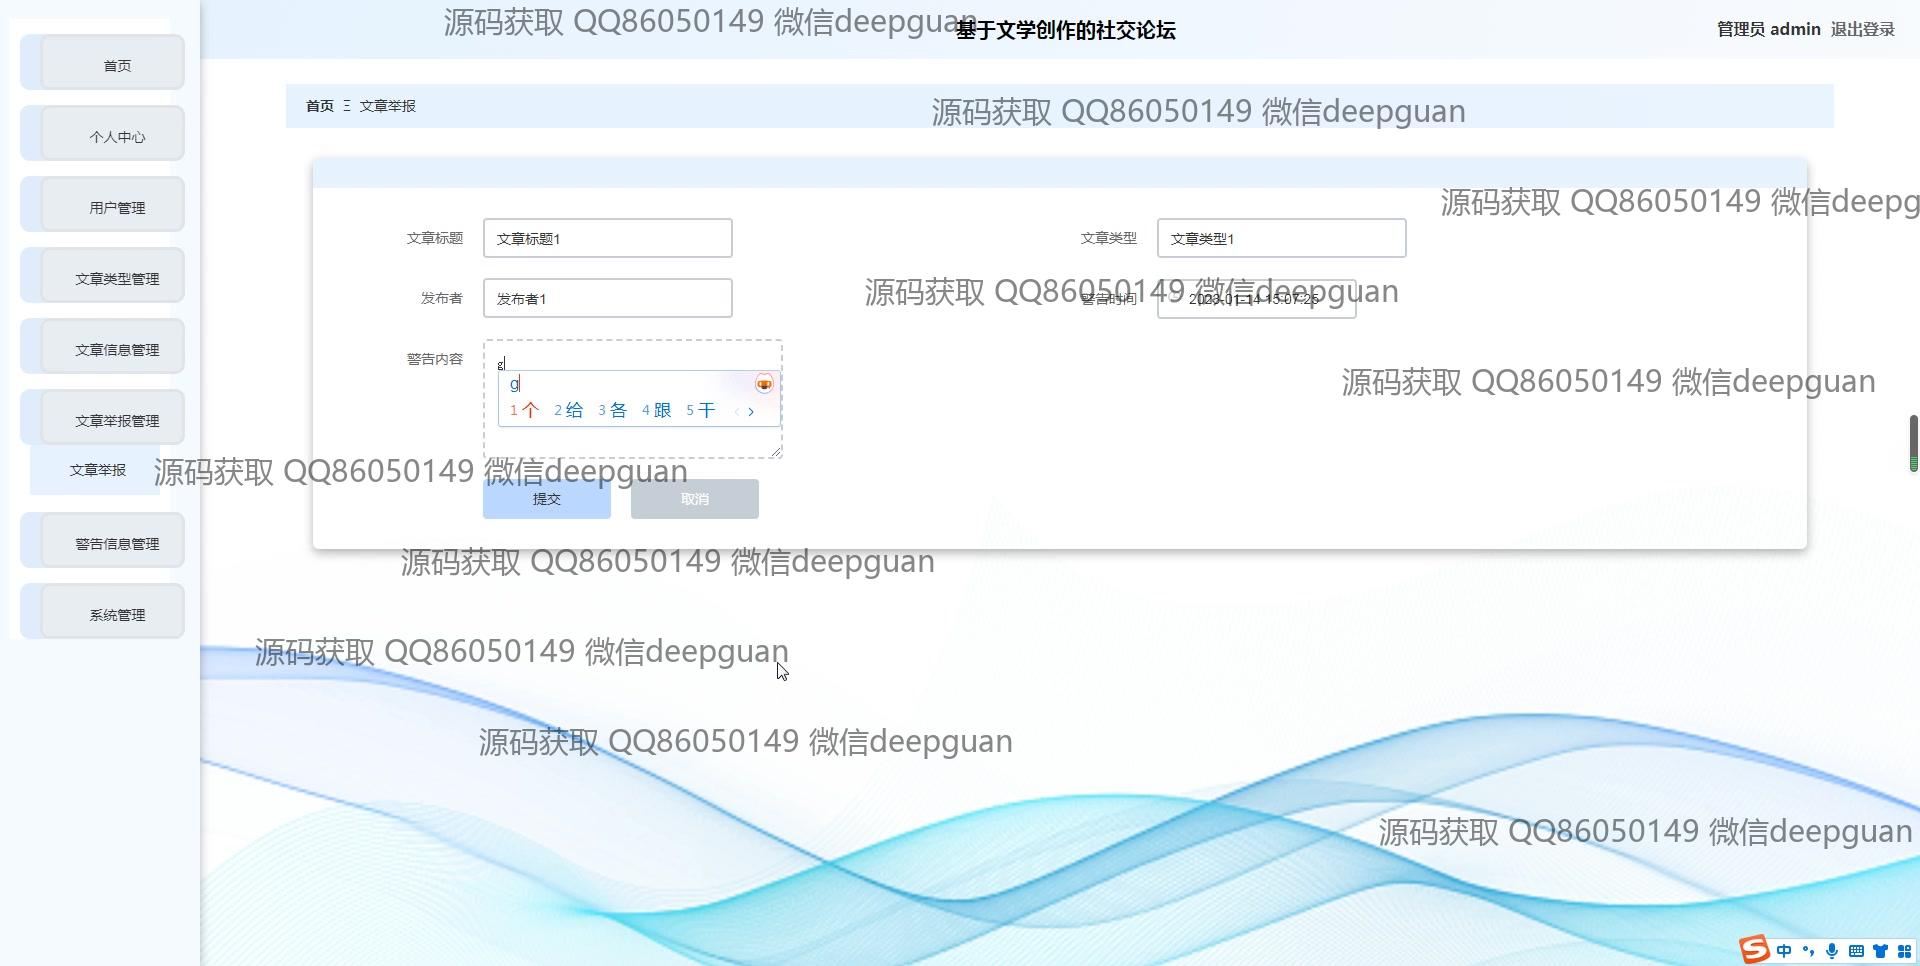 源码获取 QQ86050149 微信deepguan
基于文学创作的社交论坛
管理员 admin 退出登录
首页
个人中心
用户管理
文章类型管理
文章信息管理
文章举报管理
文章举报
警告信息管理
系统管理
首页 Ξ 文章举报
源码获取 QQ86050149 微信deepguan
源码获取 QQ86050149 微信deepg
文章标题 文章标题1
文章类型 文章类型1
发布者 发布者1
警告时间 2023-01-14 15:07:25
源码获取 QQ86050149 微信deepguan
警告内容
g
g
1 个 2 给 3 各 4 跟 5 干
源码获取 QQ86050149 微信deepguan
源码获取 QQ86050149 微信deepguan
提交 取消
源码获取 QQ86050149 微信deepguan
源码获取 QQ86050149 微信deepguan
源码获取 QQ86050149 微信deepguan
源码获取 QQ86050149 微信deepguan
S 中